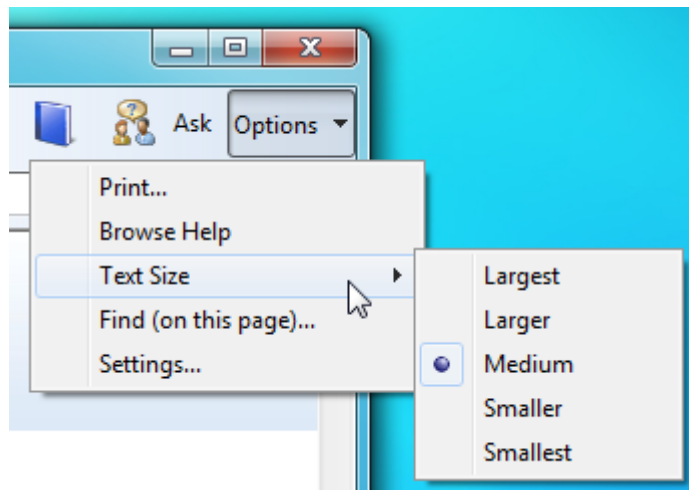 Ask Options
Print...
Browse Help
Text Size
Find (on this page)...
Settings...
Largest
Larger
Medium
Smaller
Smallest